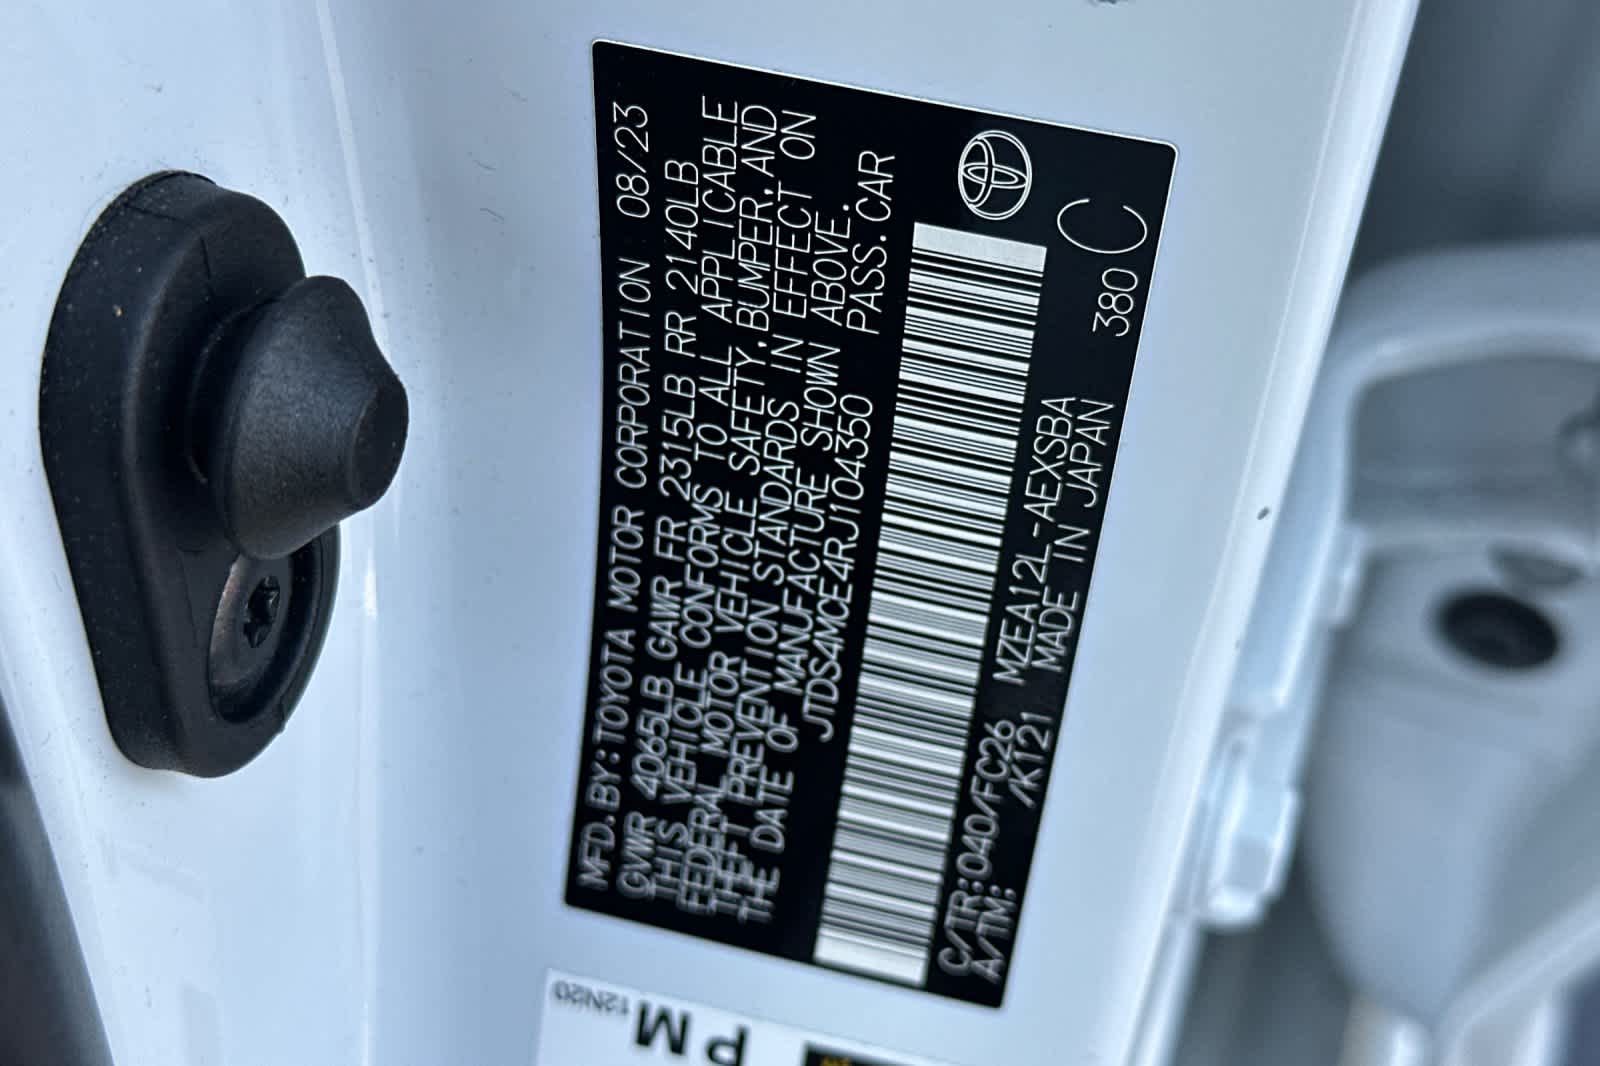 MFD.BY:TOYOTA MOTOR CORPORATION 08/23
GVWR 4065LB GAWR FR 2315LB RR 2140LB
THIS VEHICLE CONFORMS TO ALL APPLICABLE
FEDERAL MOTOR VEHICLE SAFETY,BUMPER,AND
THEFT PREVENTION STANDARDS IN EFFECT ON
THE DATE OF MANUFACTURE SHOWN ABOVE.
JTDS4MCE4RJ104350 PASS.CAR
C/TR:040/FC26 MZEA12L-AEXSBA
A/TM: /K121 MADE IN JAPAN 380 C
PM 12N20